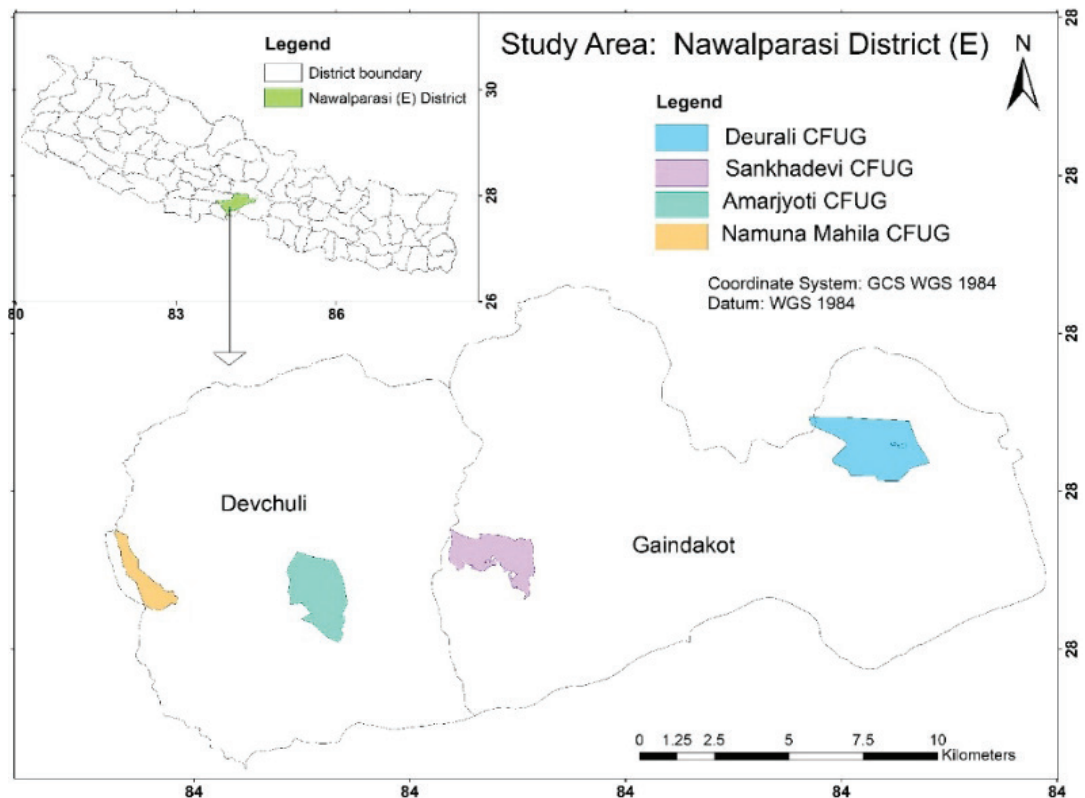 Study Area: Nawalparasi District (E)
N
Legend
District boundary
Nawalparasi (E) District
30
28
26
80
83
86
Legend
Deurali CFUG
Sankhadevi CFUG
Amarjyoti CFUG
Namuna Mahila CFUG
Coordinate System: GCS WGS 1984
Datum: WGS 1984
28
28
28
28
28
Devchuli
Gaindakot
0 1.25 2.5 5 7.5 10
Kilometers
84
84
84
84
84